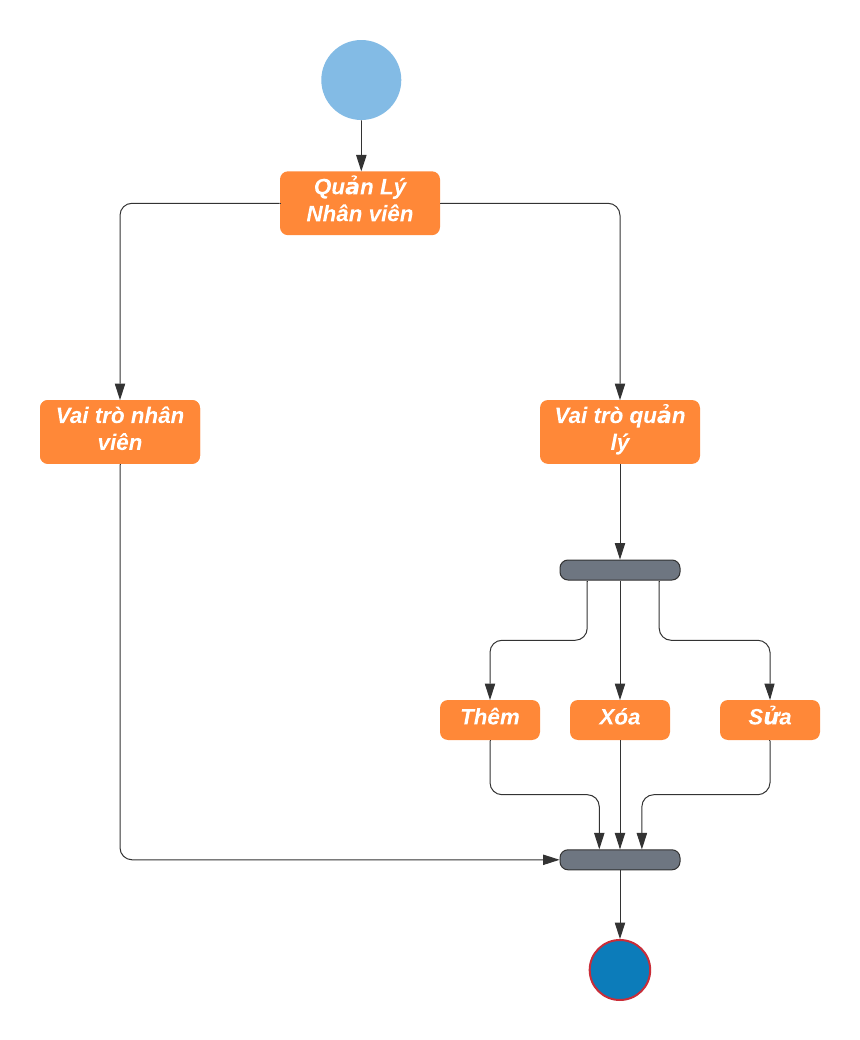 Quản Lý
Nhân viên
Vai trò nhân
viên
Vai trò quản
lý
Thêm
Xóa
Sửa